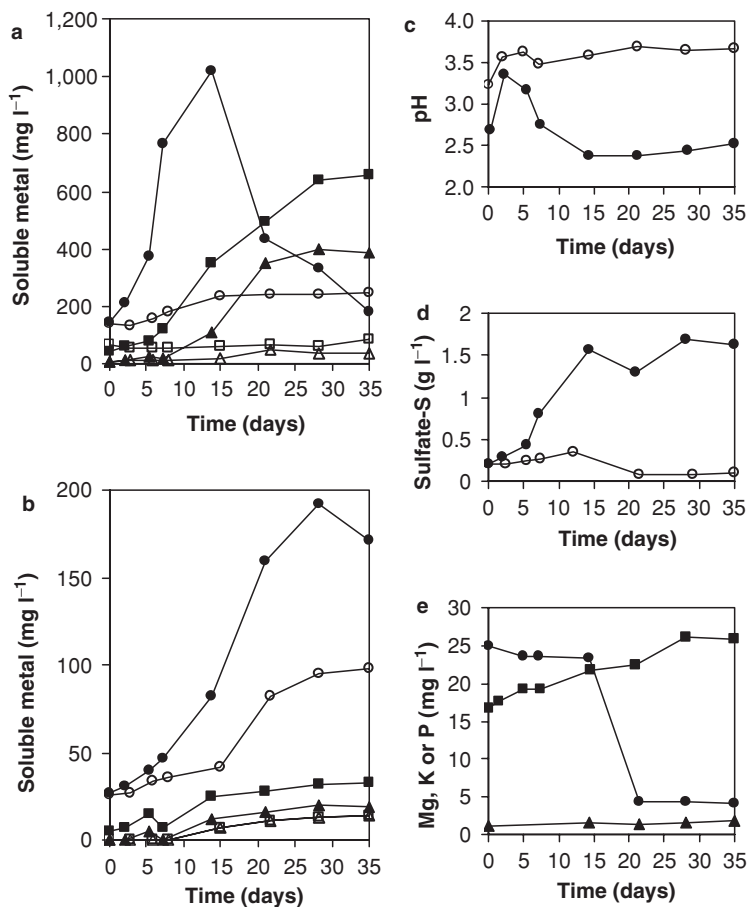 a
1,200
1,000
800
600
400
200
0
Soluble metal (mg l⁻¹)
0 5 10 15 20 25 30 35
Time (days)
b
200
150
100
50
0
Soluble metal (mg l⁻¹)
0 5 10 15 20 25 30 35
Time (days)
c
4.0
3.5
3.0
2.5
2.0
pH
0 5 10 15 20 25 30 35
Time (days)
d
2
1.5
1
0.5
0
Sulfate-S (g l⁻¹)
0 5 10 15 20 25 30 35
Time (days)
e
30
25
20
15
10
5
0
Mg, K or P (mg l⁻¹)
0 5 10 15 20 25 30 35
Time (days)